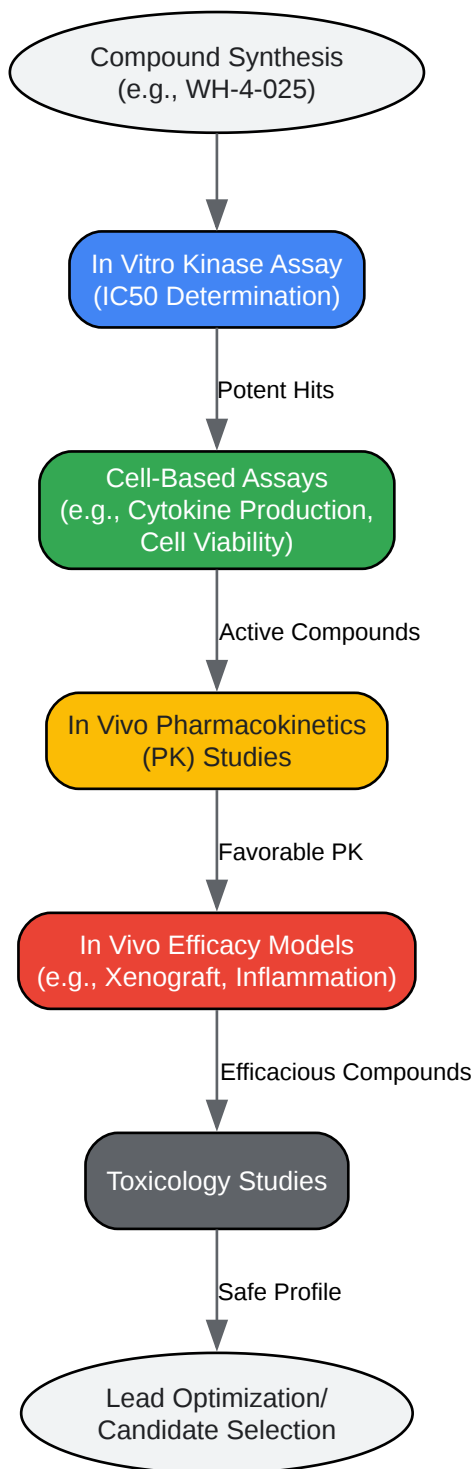 Compound Synthesis
(e.g., WH-4-025)
In Vitro Kinase Assay
(IC50 Determination)
Potent Hits
Cell-Based Assays
(e.g., Cytokine Production,
Cell Viability)
Active Compounds
In Vivo Pharmacokinetics
(PK) Studies
Favorable PK
In Vivo Efficacy Models
(e.g., Xenograft, Inflammation)
Efficacious Compounds
Toxicology Studies
Safe Profile
Lead Optimization/
Candidate Selection